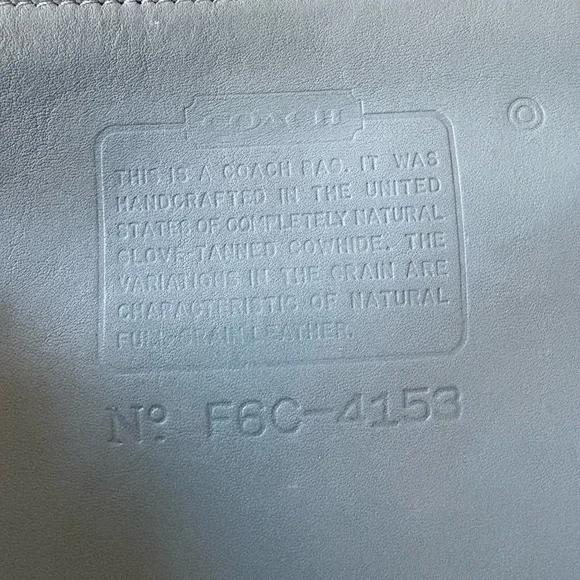 COACH
©
THIS IS A COACH BAG. IT WAS
HANDCRAFTED IN THE UNITED
STATES OF COMPLETELY NATURAL
GLOVE-TANNED COWHIDE. THE
VARIATIONS IN THE GRAIN ARE
CHARACTERISTIC OF NATURAL
FULL-GRAIN LEATHER.
Nº F6C-4153